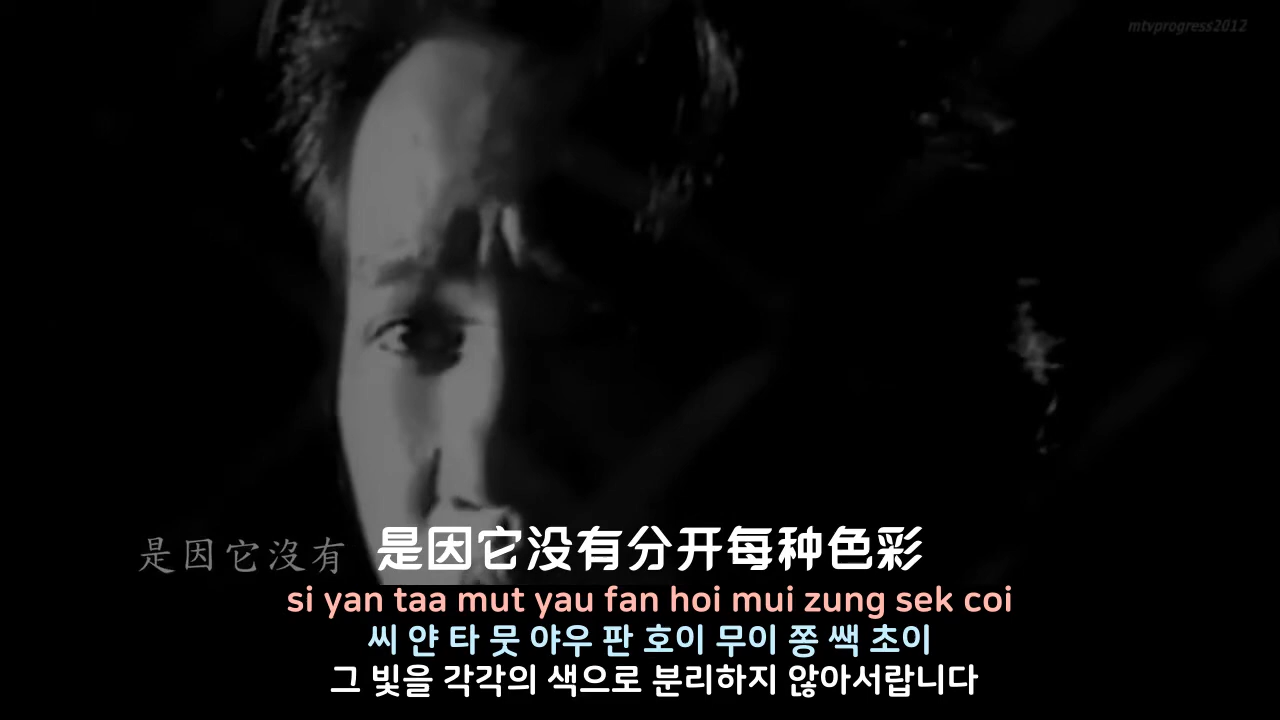 mtvprogress2012
是因它沒有
是因它没有分开每种色彩
si yan taa mut yau fan hoi mui zung sek coi
씨 얀 타 뭇 야우 판 호이 무이 쫑 쌕 초이
그 빛을 각각의 색으로 분리하지 않아서랍니다